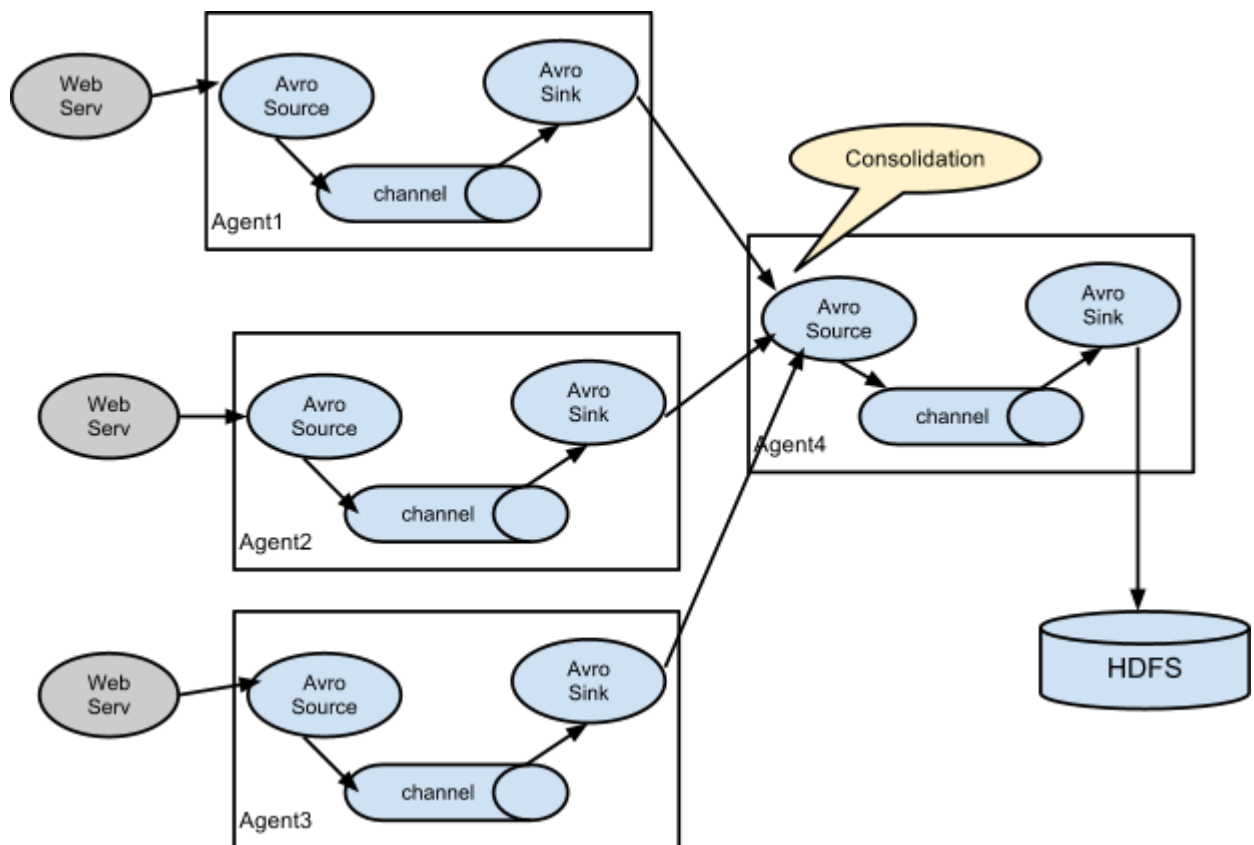 Web
Serv
Avro
Source
Avro
Sink
channel
Agent1
Consolidation
Avro
Source
Avro
Sink
channel
Agent4
Web
Serv
Avro
Source
Avro
Sink
channel
Agent2
Web
Serv
Avro
Source
Avro
Sink
channel
Agent3
HDFS